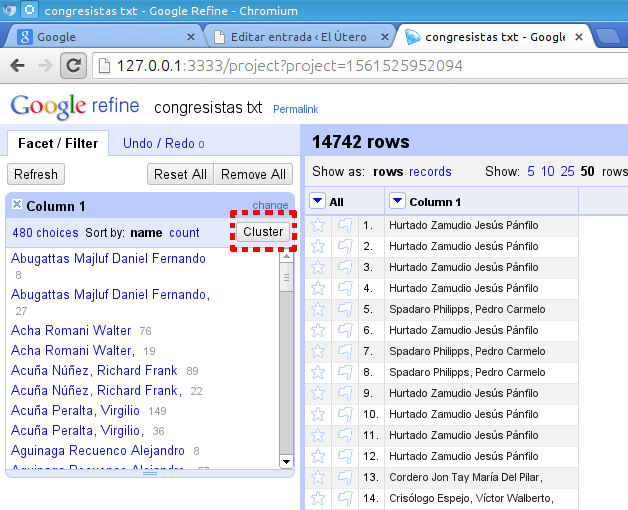 congresistas txt - Google Refine - Chromium
Google
Editar entrada ‹ El Útero
congresistas txt - Goog
127.0.0.1:3333/project?project=1561525952094
Google refine congresistas txt Permalink
Facet / Filter Undo / Redo 0
Refresh Reset All Remove All
Column 1 change
480 choices Sort by: name count Cluster
Abugattas Majluf Daniel Fernando
8
Abugattas Majluf Daniel Fernando,
27
Acha Romani Walter 76
Acha Romani Walter, 19
Acuña Núñez, Richard Frank 89
Acuña Núñez, Richard Frank, 22
Acuña Peralta, Virgilio 149
Acuña Peralta, Virgilio, 36
Aguinaga Recuenco Alejandro 8
Aguinaga Recuenco Alejandro
14742 rows
Show as: rows records Show: 5 10 25 50 rows
All Column 1
1. Hurtado Zamudio Jesús Pánfilo
2. Hurtado Zamudio Jesús Pánfilo
3. Hurtado Zamudio Jesús Pánfilo
4. Hurtado Zamudio Jesús Pánfilo
5. Spadaro Philipps, Pedro Carmelo
6. Hurtado Zamudio Jesús Pánfilo
7. Spadaro Philipps, Pedro Carmelo
8. Spadaro Philipps, Pedro Carmelo
9. Hurtado Zamudio Jesús Pánfilo
10. Hurtado Zamudio Jesús Pánfilo
11. Hurtado Zamudio Jesús Pánfilo
12. Hurtado Zamudio Jesús Pánfilo
13. Cordero Jon Tay María Del Pilar,
14. Crisólogo Espejo, Víctor Walberto,